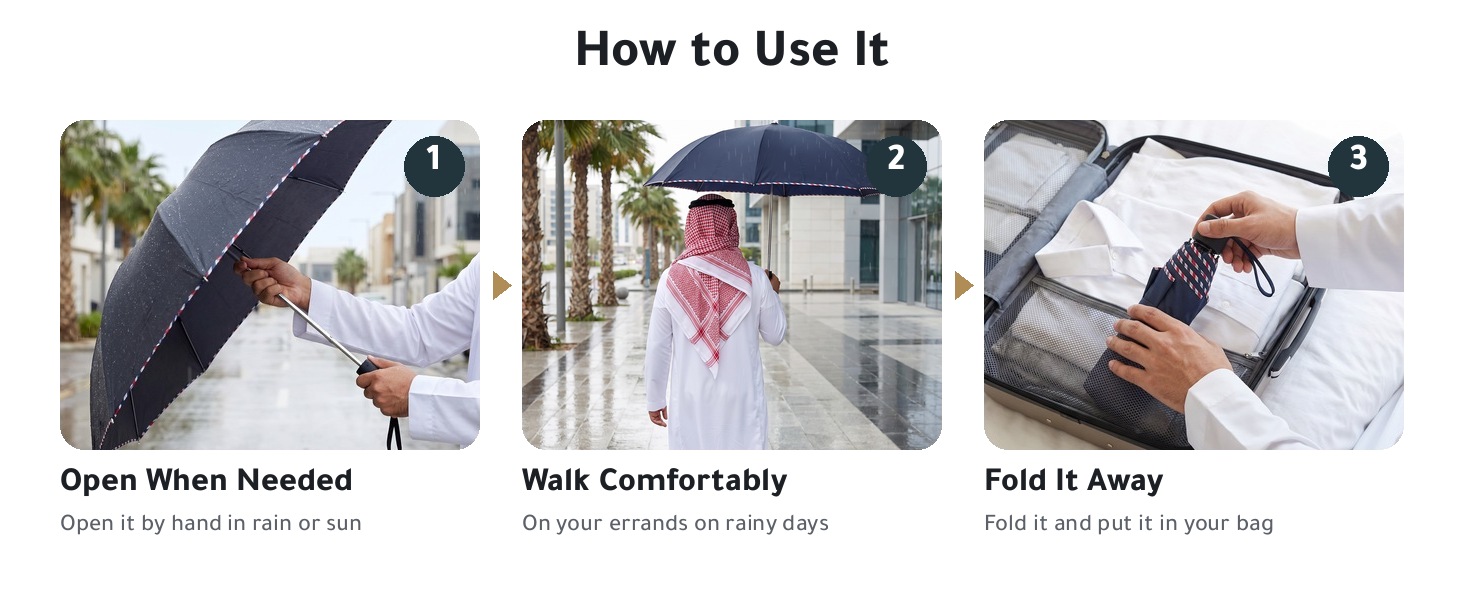 How to Use It
1
2
3
Open When Needed
Open it by hand in rain or sun
Walk Comfortably
On your errands on rainy days
Fold It Away
Fold it and put it in your bag